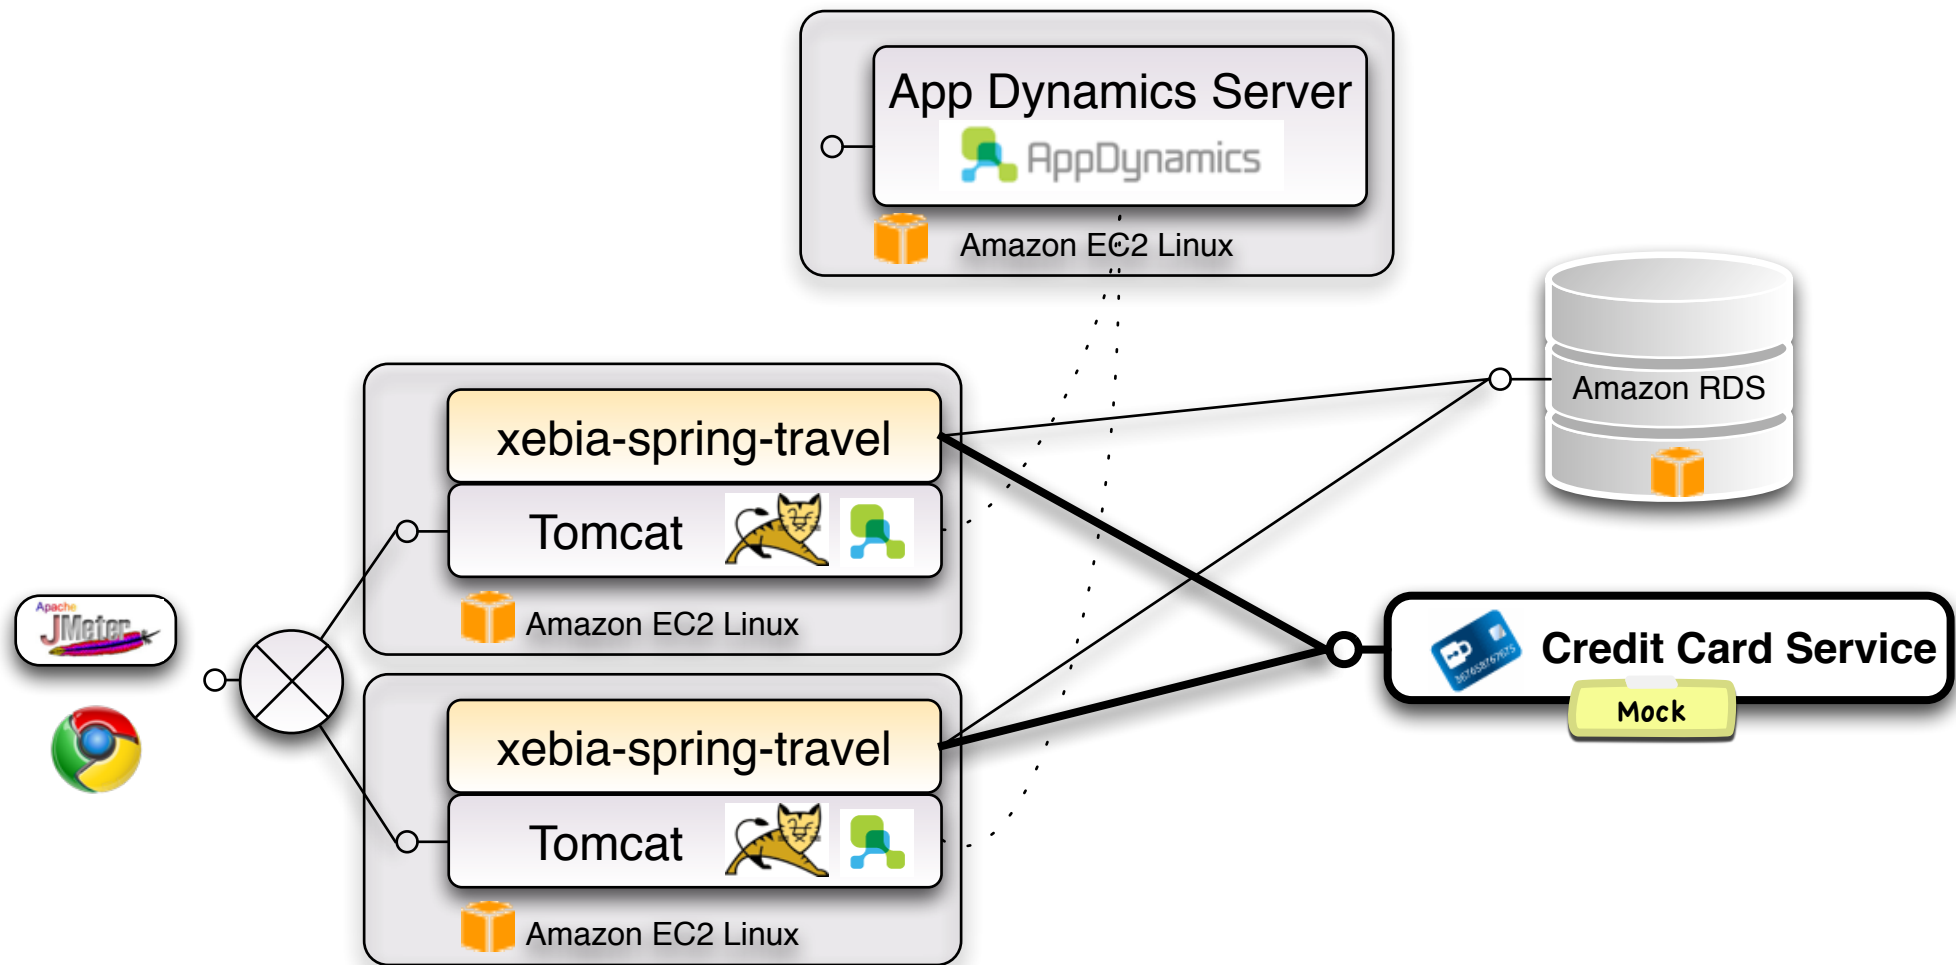 App Dynamics Server
AppDynamics
Amazon EC2 Linux
Amazon RDS
xebia-spring-travel
Tomcat
Amazon EC2 Linux
Apache
JMeter
Credit Card Service
Mock
xebia-spring-travel
Tomcat
Amazon EC2 Linux